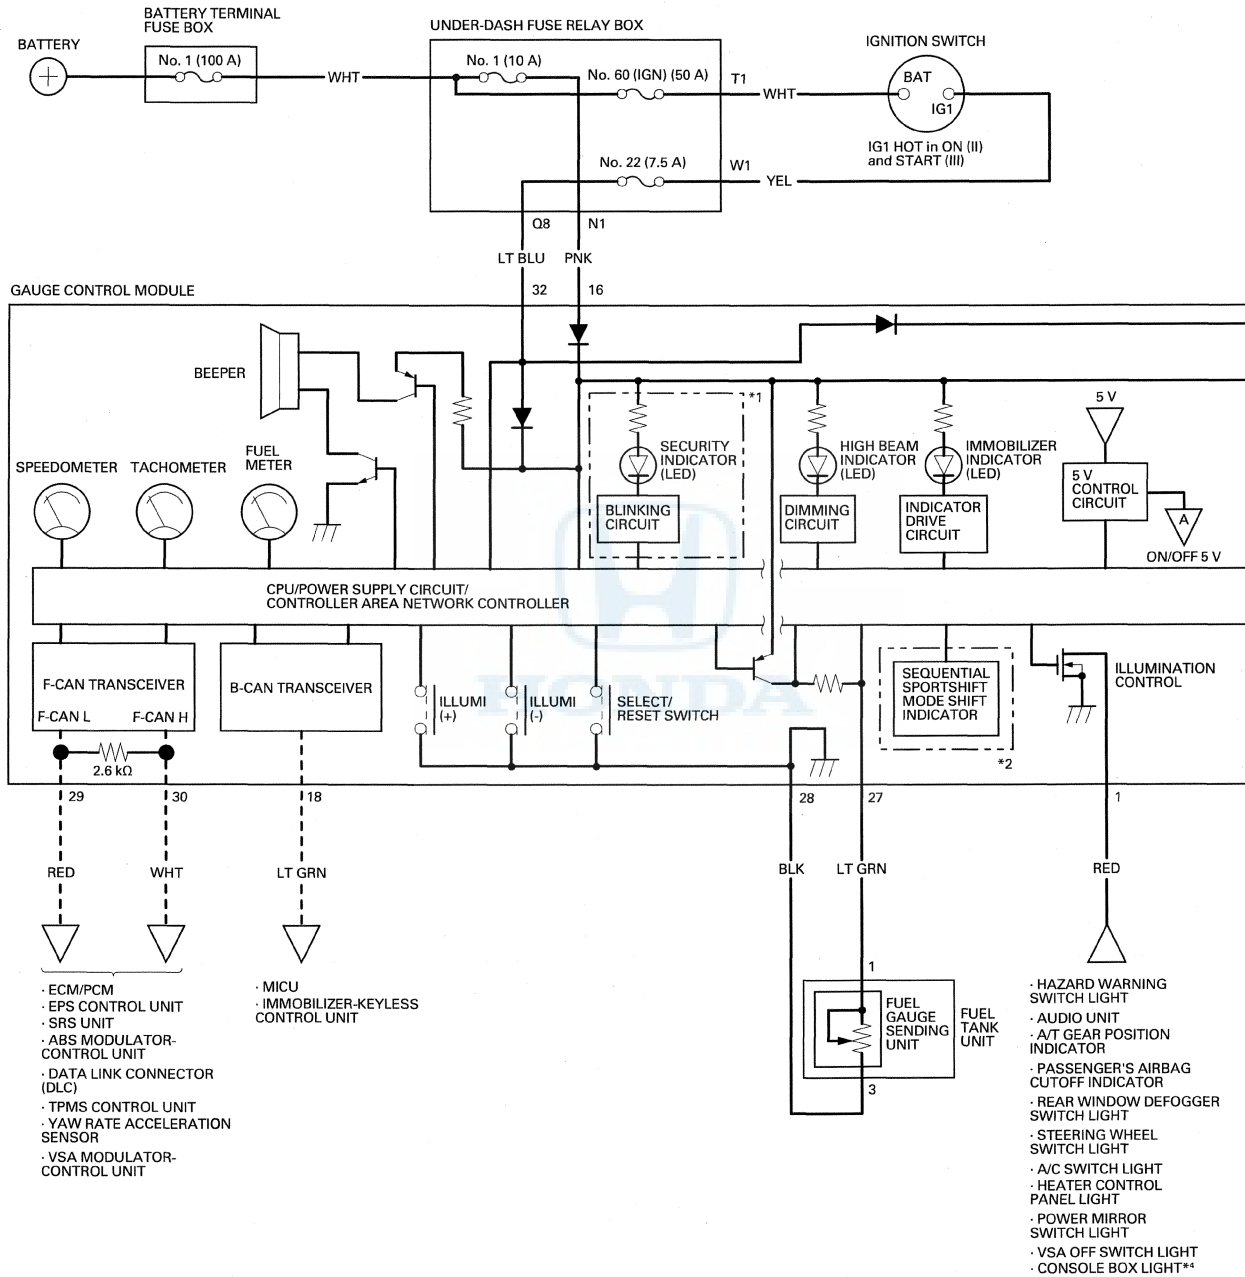 BATTERY TERMINAL
FUSE BOX
UNDER-DASH FUSE RELAY BOX
BATTERY
No. 1 (100 A)
WHT
No. 1 (10 A)
No. 60 (IGN) (50 A)
T1
WHT
IGNITION SWITCH
BAT
IG1
IG1 HOT in ON (II)
and START (III)
No. 22 (7.5 A)
W1
YEL
Q8
N1
LT BLU
PNK
32
16
GAUGE CONTROL MODULE
BEEPER
*1
5 V
SPEEDOMETER
TACHOMETER
FUEL
METER
SECURITY
INDICATOR
(LED)
HIGH BEAM
INDICATOR
(LED)
IMMOBILIZER
INDICATOR
(LED)
5 V
CONTROL
CIRCUIT
BLINKING
CIRCUIT
DIMMING
CIRCUIT
INDICATOR
DRIVE
CIRCUIT
A
ON/OFF 5 V
CPU/POWER SUPPLY CIRCUIT/
CONTROLLER AREA NETWORK CONTROLLER
HONDA
F-CAN TRANSCEIVER
F-CAN L
F-CAN H
2.6 kΩ
B-CAN TRANSCEIVER
ILLUMI
(+)
ILLUMI
(-)
SELECT/
RESET SWITCH
SEQUENTIAL
SPORTSHIFT
MODE SHIFT
INDICATOR
*2
ILLUMINATION
CONTROL
29
30
18
28
27
1
RED
WHT
LT GRN
BLK
LT GRN
RED
· ECM/PCM
· EPS CONTROL UNIT
· SRS UNIT
· ABS MODULATOR-
CONTROL UNIT
· DATA LINK CONNECTOR
(DLC)
· TPMS CONTROL UNIT
· YAW RATE ACCELERATION
SENSOR
· VSA MODULATOR-
CONTROL UNIT
· MICU
· IMMOBILIZER-KEYLESS
CONTROL UNIT
1
FUEL
GAUGE
SENDING
UNIT
FUEL
TANK
UNIT
3
· HAZARD WARNING
SWITCH LIGHT
· AUDIO UNIT
· A/T GEAR POSITION
INDICATOR
· PASSENGER'S AIRBAG
CUTOFF INDICATOR
· REAR WINDOW DEFOGGER
SWITCH LIGHT
· STEERING WHEEL
SWITCH LIGHT
· A/C SWITCH LIGHT
· HEATER CONTROL
PANEL LIGHT
· POWER MIRROR
SWITCH LIGHT
· VSA OFF SWITCH LIGHT
· CONSOLE BOX LIGHT*4